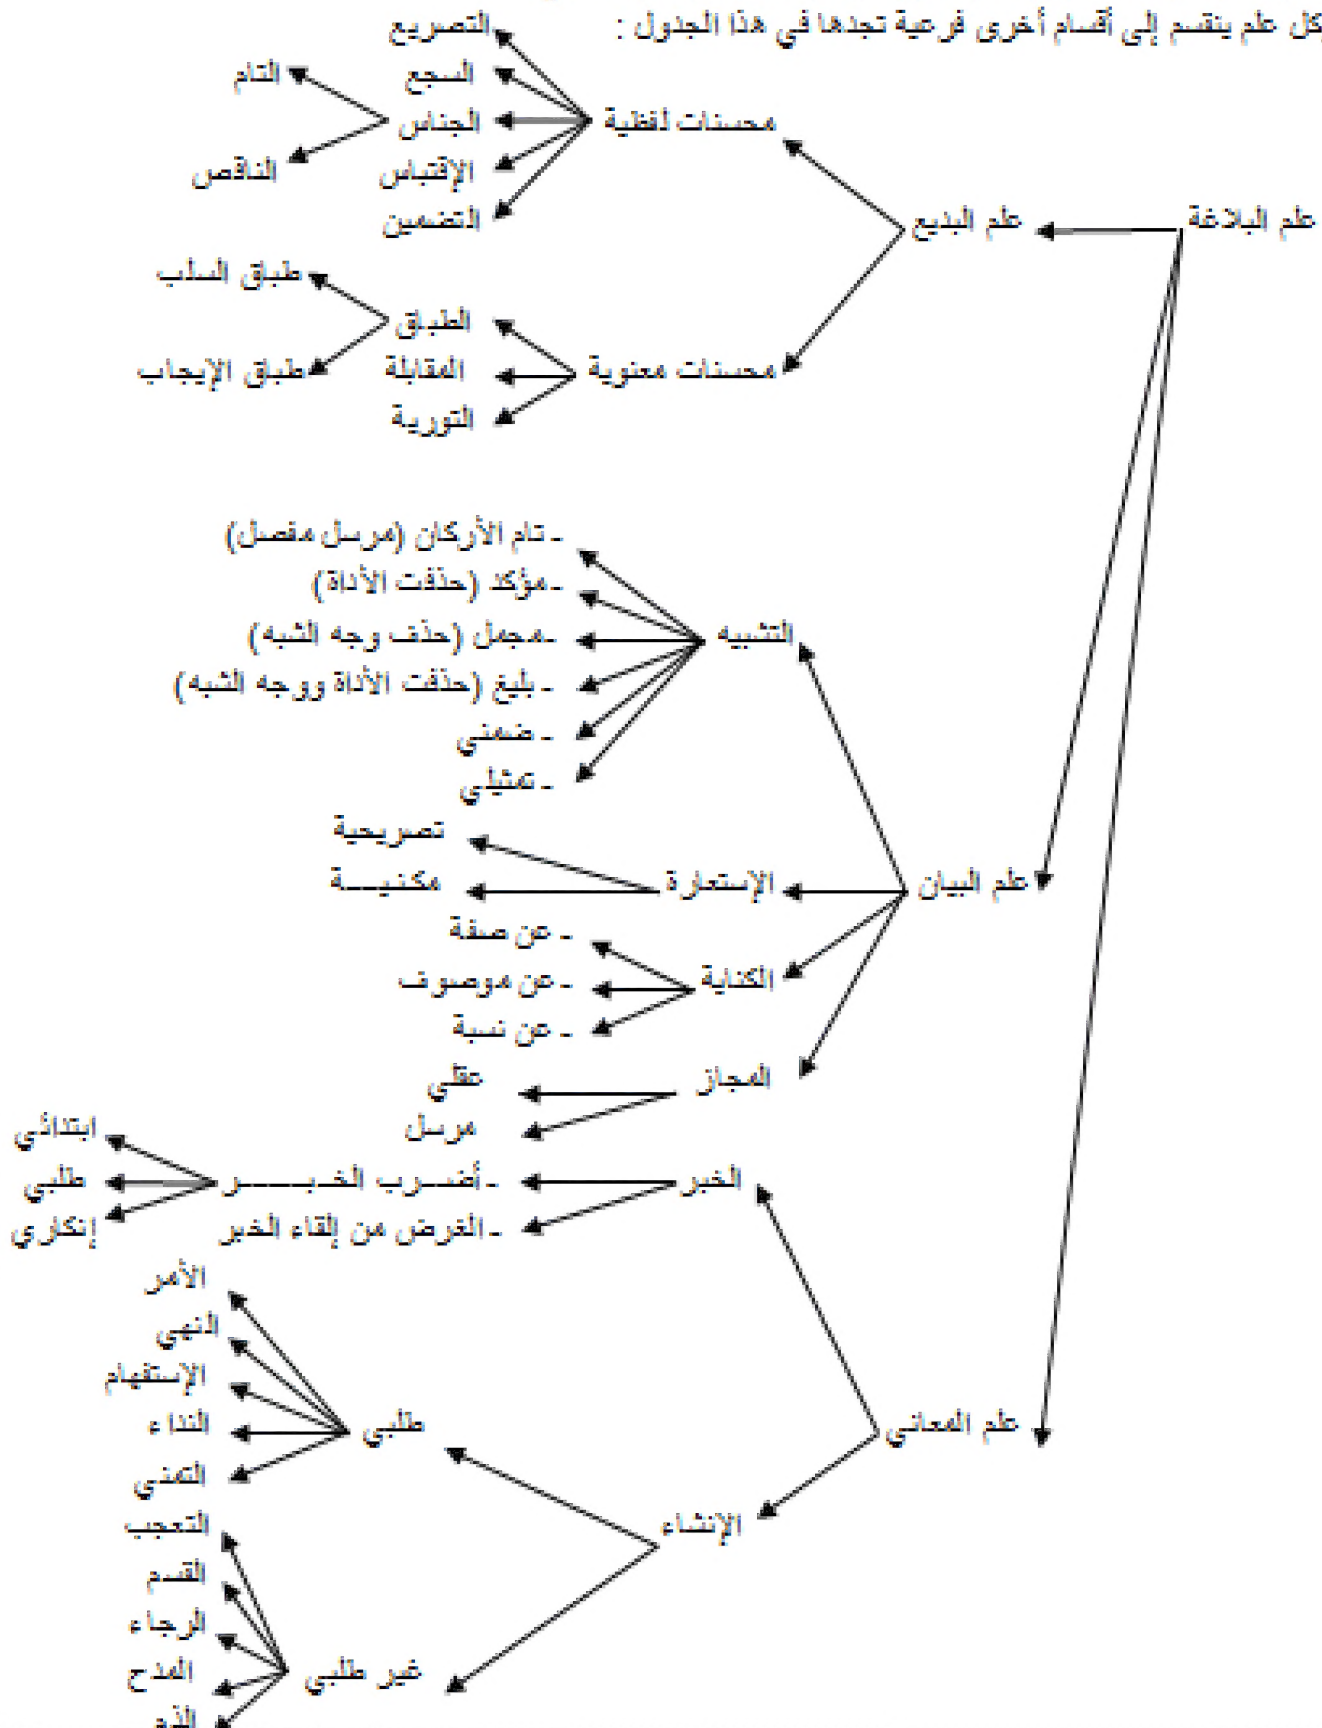 كل علم ينقسم إلى أقسام أخرى فرعية تجدها في هذا الجدول :
علم البلاغة
علم البديع
محسنات لفظية
التصريع
السجع
الجناس
التام
الناقص
الإقتباس
التضمين
محسنات معنوية
الطباق
طباق السلب
طباق الإيجاب
المقابلة
التورية
علم البيان
التشبيه
- تام الأركان (مرسل مفصل)
- مؤكد (حذفت الأداة)
- مجمل (حذف وجه الشبه)
- بليغ (حذفت الأداة ووجه الشبه)
- ضمني
- تمثيلي
الإستعارة
تصريحية
مكنيـــة
الكناية
- عن صفة
- عن موصوف
- عن نسبة
المجاز
عقلي
مرسل
علم المعاني
الخبر
- أضــرب الخـبــــــر
ابتدائي
طلبي
إنكاري
- الغرض من إلقاء الخبر
الإنشاء
طلبي
الأمر
النهي
الإستفهام
النداء
التمني
غير طلبي
التعجب
القسم
الرجاء
المدح
الذم